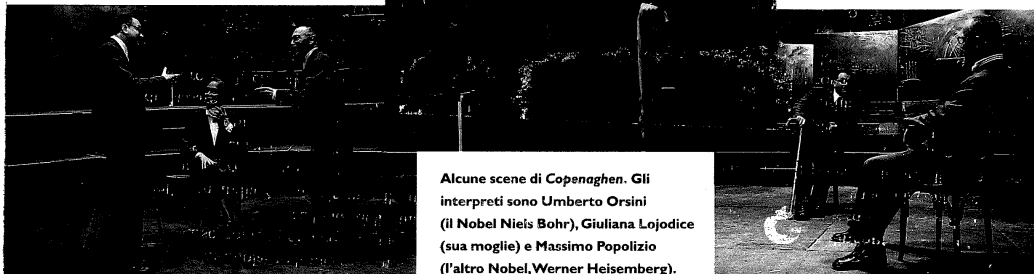 Alcune scene di Copenaghen. Gli
interpreti sono Umberto Orsini
(il Nobel Nieis Bohr), Giuliana Lojodice
(sua moglie) e Massimo Popolizio
(l'altro Nobel, Werner Heisemberg).